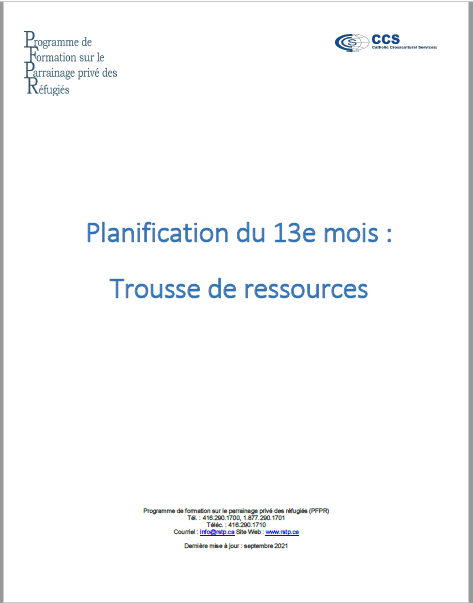 Programme de
Formation sur le
Parrainage privé des
Réfugiés
CCS
Catholic Crosscultural Services
Planification du 13e mois :
Trousse de ressources
Programme de formation sur le parrainage privé des réfugiés (PFPR)
Tél. : 416.290.1700, 1.877.290.1701
Téléc. : 416.290.1710
Courriel : info@rstp.ca Site Web : www.rstp.ca
Dernière mise à jour : septembre 2021